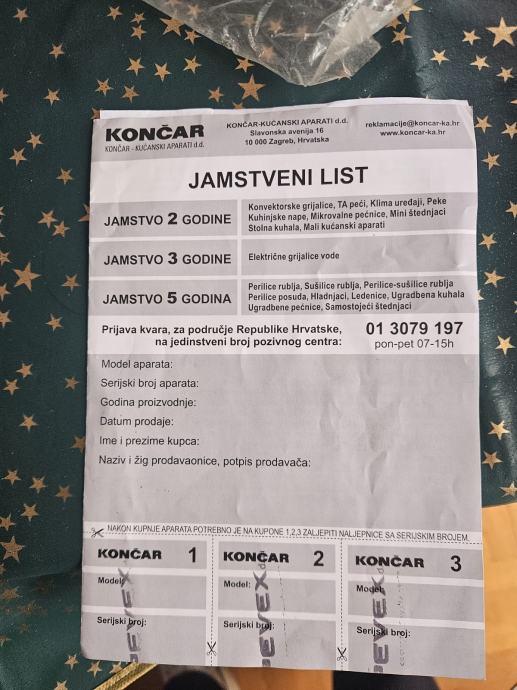 KONČAR
KONČAR - KUĆANSKI APARATI d.d.
KONČAR-KUĆANSKI APARATI d.d.
Slavonska avenija 16
10 000 Zagreb, Hrvatska
reklamacije@koncar-ka.hr
www.koncar-ka.hr
JAMSTVENI LIST
JAMSTVO 2 GODINE
Konvektorske grijalice, TA peći, Klima uređaji, Peke
Kuhinjske nape, Mikrovalne pećnice, Mini štednjaci
Stolna kuhala, Mali kućanski aparati
JAMSTVO 3 GODINE
Električne grijalice vode
JAMSTVO 5 GODINA
Perilice rublja, Sušilice rublja, Perilice-sušilice rublja
Perilice posuđa, Hladnjaci, Ledenice, Ugradbena kuhala
Ugradbene pećnice, Samostojeći štednjaci
Prijava kvara, za područje Republike Hrvatske,
na jedinstveni broj pozivnog centra:
01 3079 197
pon-pet 07-15h
Model aparata:
Serijski broj aparata:
Godina proizvodnje:
Datum prodaje:
Ime i prezime kupca:
Naziv i žig prodavaonice, potpis prodavača:
NAKON KUPNJE APARATA POTREBNO JE NA KUPONE 1,2,3 ZALJEPITI NALJEPNICE SA SERIJSKIM BROJEM.
KONČAR 1
Model:
Serijski broj:
KONČAR 2
Model:
Serijski broj:
KONČAR 3
Model:
Serijski broj:
EVEX
EVEX
EVEX